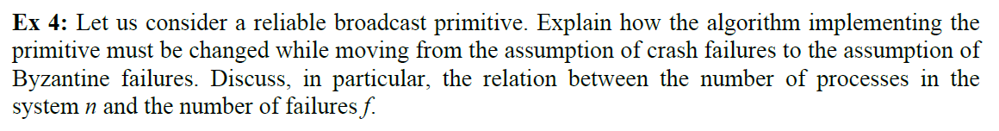 Ex 4: Let us consider a reliable broadcast primitive. Explain how the algorithm implementing the
primitive must be changed while moving from the assumption of crash failures to the assumption of
Byzantine failures. Discuss, in particular, the relation between the number of processes in the
system n and the number of failures f.